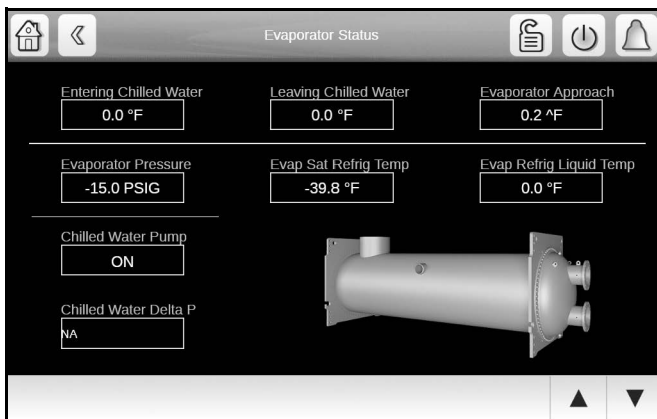 Evaporator Status
Entering Chilled Water Leaving Chilled Water Evaporator Approach
0.0 °F 0.0 °F 0.2 ^F
Evaporator Pressure Evap Sat Refrig Temp Evap Refrig Liquid Temp
-15.0 PSIG -39.8 °F 0.0 °F
Chilled Water Pump
ON
Chilled Water Delta P
NA